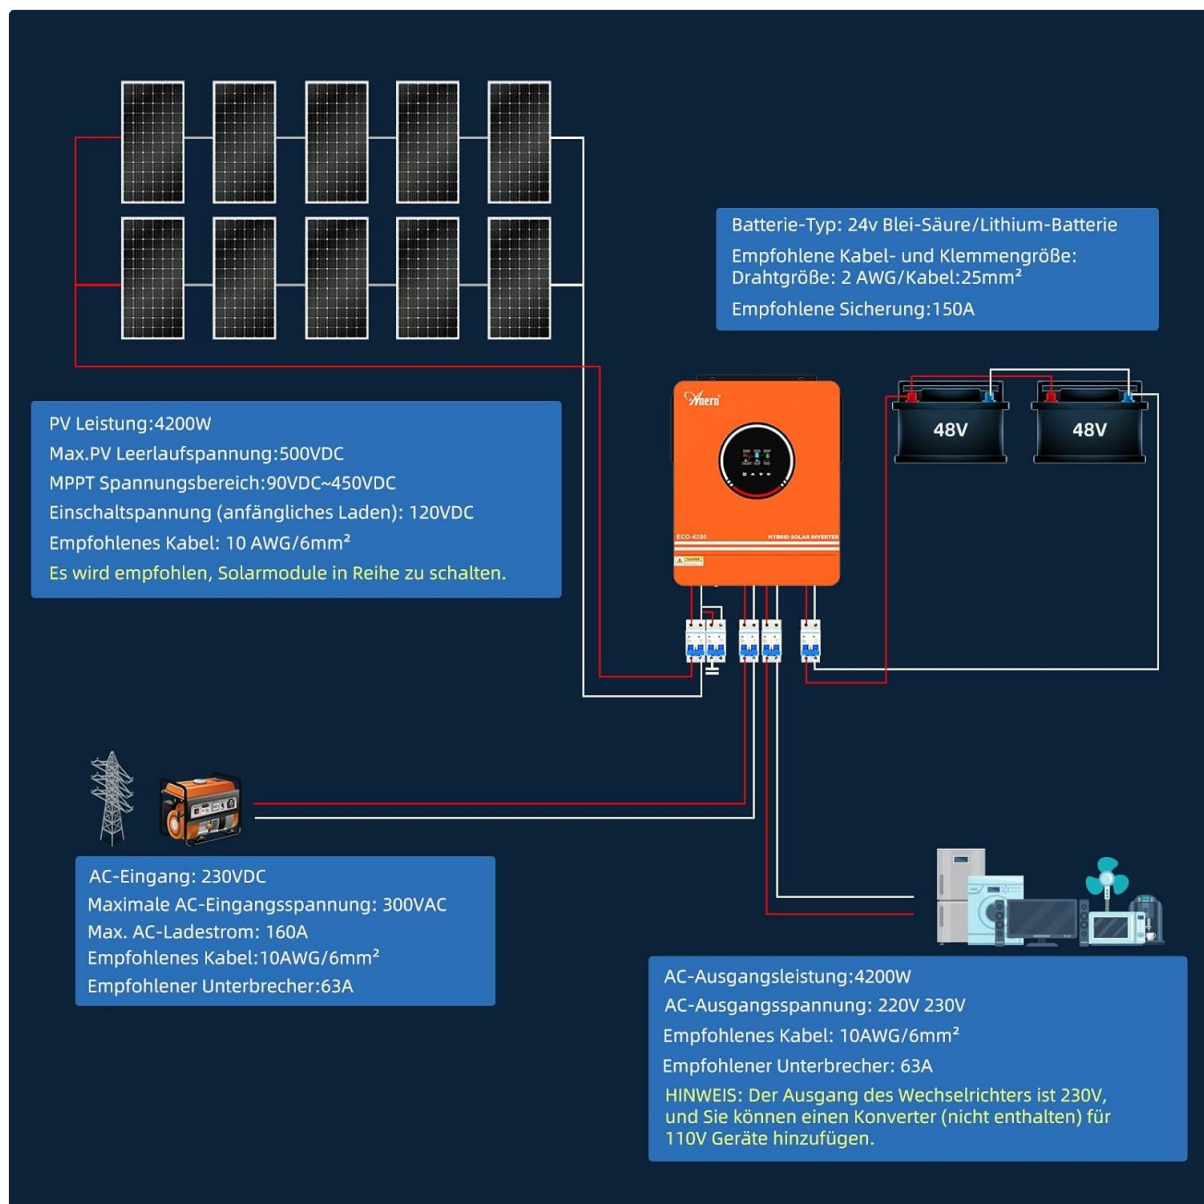 Batterie-Typ: 24v Blei-Säure/Lithium-Batterie
Empfohlene Kabel- und Klemmengröße:
Drahtgröße: 2 AWG/Kabel:25mm²
Empfohlene Sicherung:150A
Anern®
48V
48V
PV Leistung:4200W
Max.PV Leerlaufspannung:500VDC
MPPT Spannungsbereich:90VDC~450VDC
Einschaltspannung (anfängliches Laden): 120VDC
Empfohlenes Kabel: 10 AWG/6mm²
Es wird empfohlen, Solarmodule in Reihe zu schalten.
ECO-4200 HYBRID SOLAR INVERTER
AC-Eingang: 230VDC
Maximale AC-Eingangsspannung: 300VAC
Max. AC-Ladestrom: 160A
Empfohlenes Kabel:10AWG/6mm²
Empfohlener Unterbrecher:63A
AC-Ausgangsleistung:4200W
AC-Ausgangsspannung: 220V 230V
Empfohlenes Kabel: 10AWG/6mm²
Empfohlener Unterbrecher: 63A
HINWEIS: Der Ausgang des Wechselrichters ist 230V,
und Sie können einen Konverter (nicht enthalten) für
110V Geräte hinzufügen.